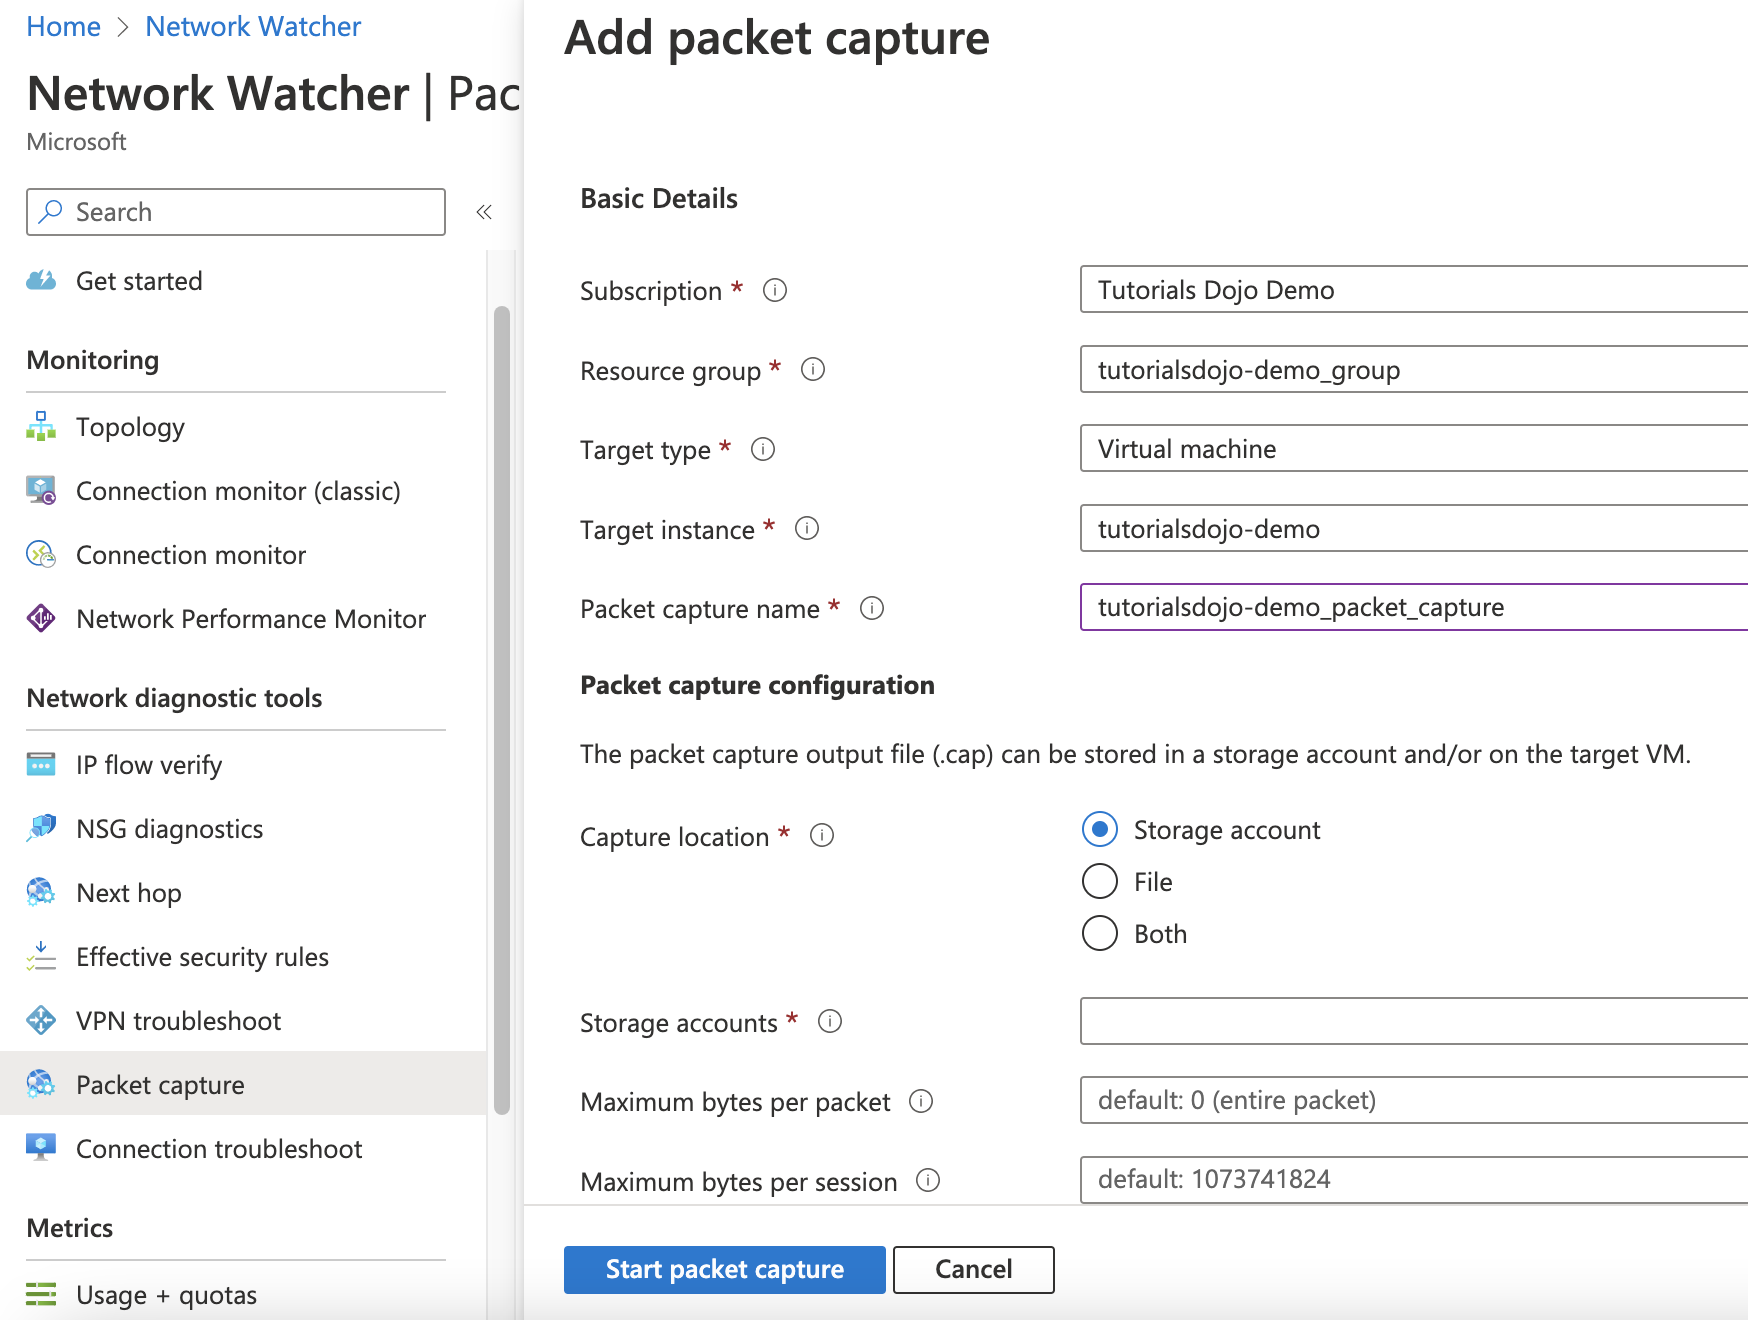 Home > Network Watcher
Network Watcher | Pac
Microsoft
Search
«
Get started
Monitoring
Topology
Connection monitor (classic)
Connection monitor
Network Performance Monitor
Network diagnostic tools
IP flow verify
NSG diagnostics
Next hop
Effective security rules
VPN troubleshoot
Packet capture
Connection troubleshoot
Metrics
Usage + quotas
Add packet capture
Basic Details
Subscription * Tutorials Dojo Demo
Resource group * tutorialsdojo-demo_group
Target type * Virtual machine
Target instance * tutorialsdojo-demo
Packet capture name * tutorialsdojo-demo_packet_capture
Packet capture configuration
The packet capture output file (.cap) can be stored in a storage account and/or on the target VM.
Capture location * Storage account
File
Both
Storage accounts *
Maximum bytes per packet default: 0 (entire packet)
Maximum bytes per session default: 1073741824
Start packet capture Cancel